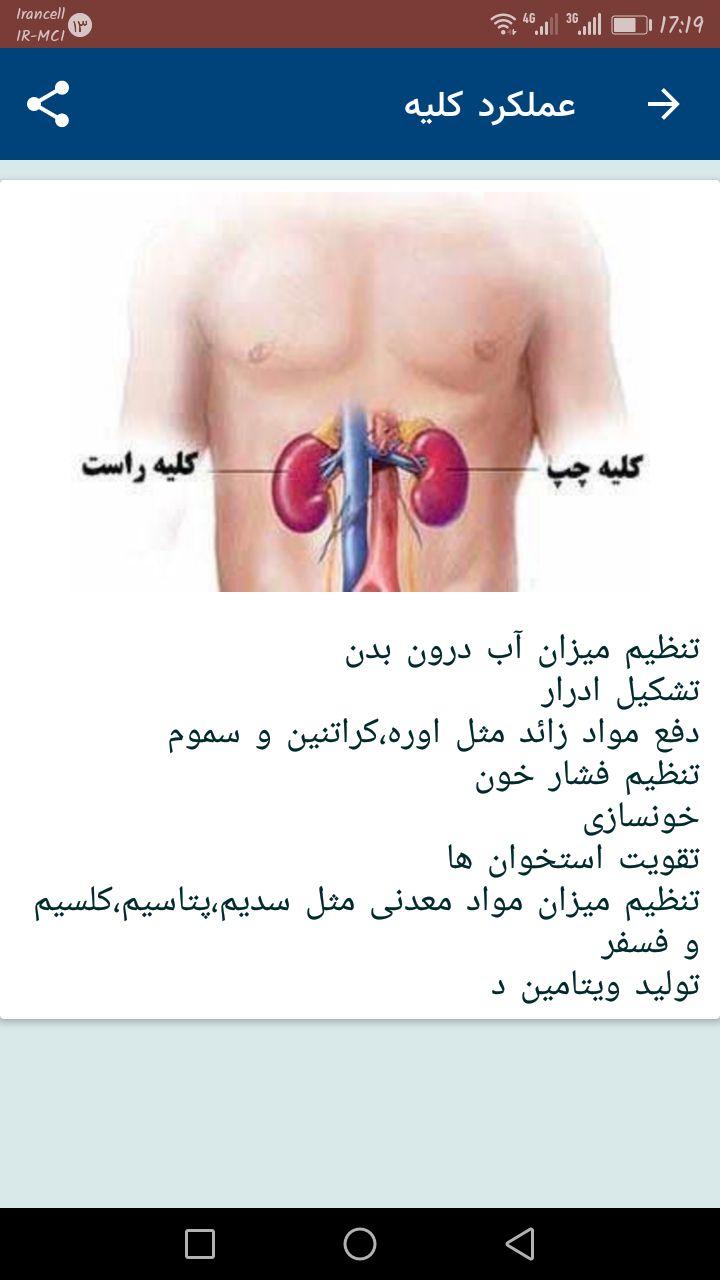 Irancell
IR-MCI
۱۳
4G
3G
17:19
عملکرد کلیه
کلیه راست
کلیه چپ
تنظیم میزان آب درون بدن
تشکیل ادرار
دفع مواد زائد مثل اوره،کراتنین و سموم
تنظیم فشار خون
خونسازی
تقویت استخوان ها
تنظیم میزان مواد معدنی مثل سدیم،پتاسیم،کلسیم
و فسفر
تولید ویتامین د